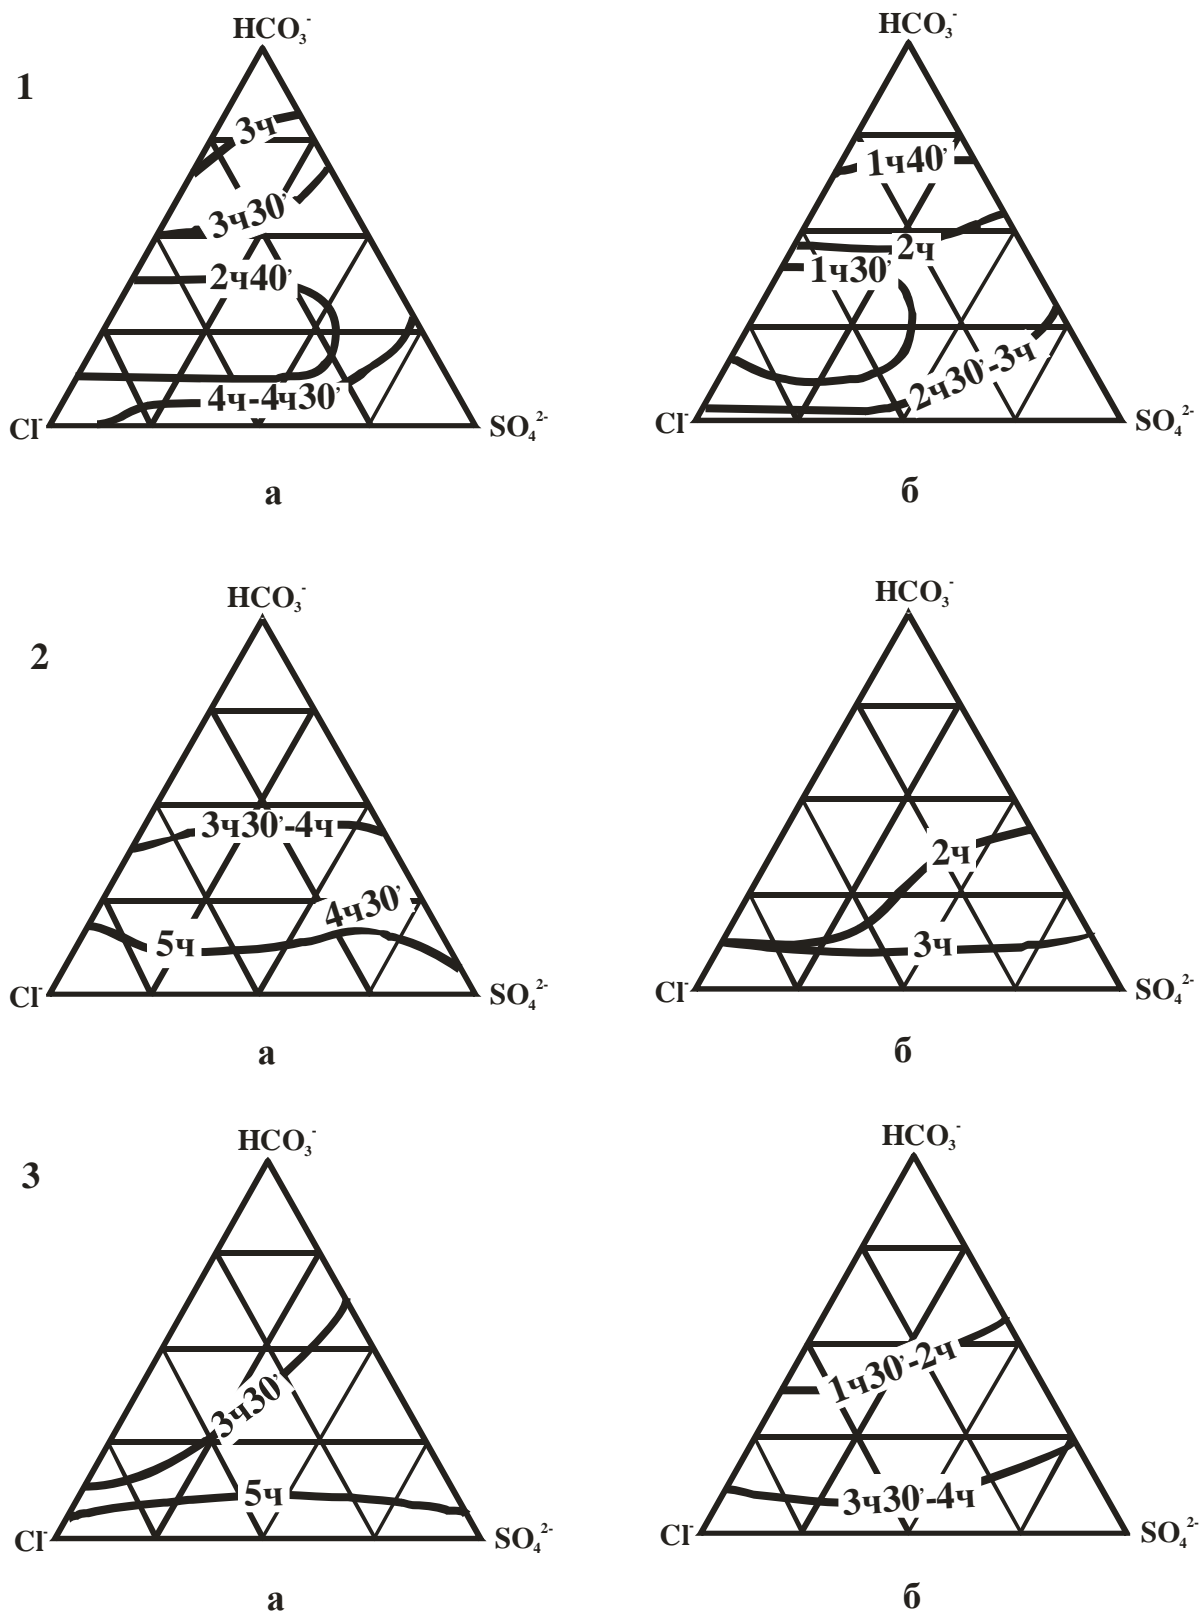 HCO₃⁻
HCO₃⁻
1
3ч
3ч30’
2ч40’
4ч-4ч30’
Cl⁻
SO₄²⁻
1ч40’
2ч
1ч30’
2ч30’-3ч
Cl⁻
SO₄²⁻
а
б
HCO₃⁻
HCO₃⁻
2
3ч30’-4ч
4ч30’
5ч
Cl⁻
SO₄²⁻
2ч
3ч
Cl⁻
SO₄²⁻
а
б
HCO₃⁻
HCO₃⁻
3
3ч30’
5ч
Cl⁻
SO₄²⁻
1ч30’-2ч
3ч30’-4ч
Cl⁻
SO₄²⁻
а
б